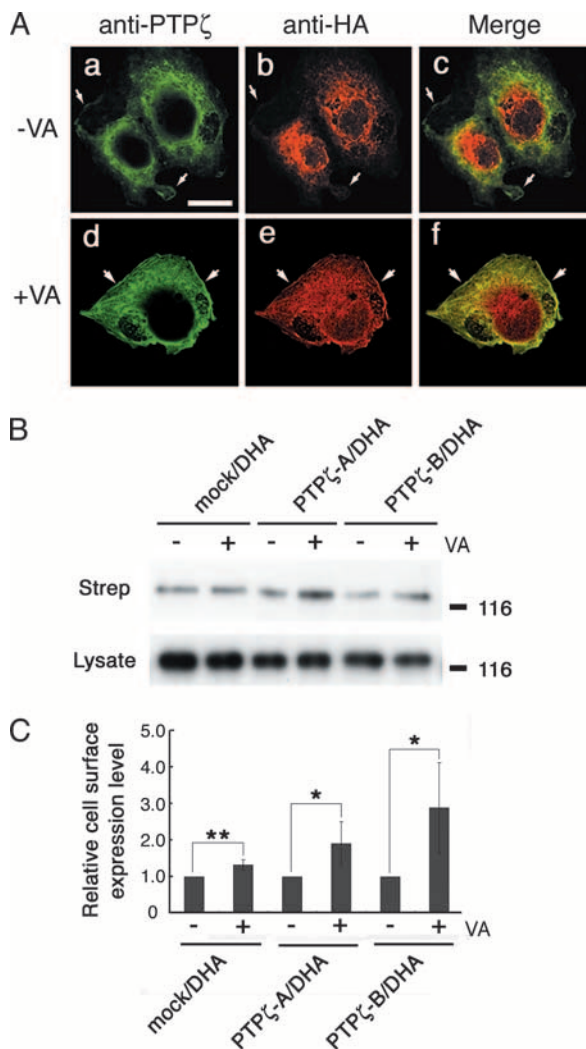 A
anti-PTPζ anti-HA Merge
-VA
a b c
+VA
d e f
B
mock/DHA PTPζ-A/DHA PTPζ-B/DHA
- + - + - + VA
Strep
116
Lysate
116
C
Relative cell surface
expression level
5.0
4.0
3.0
2.0
1.0
0
** * *
- + - + - + VA
mock/DHA PTPζ-A/DHA PTPζ-B/DHA